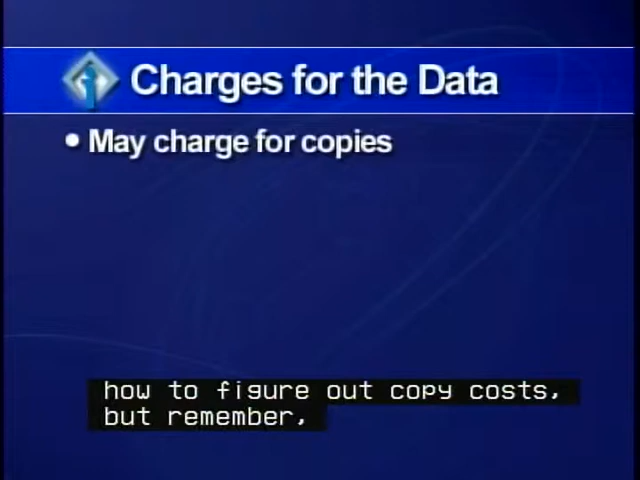 Charges for the Data
• May charge for copies
how to figure out copy costs,
but remember,